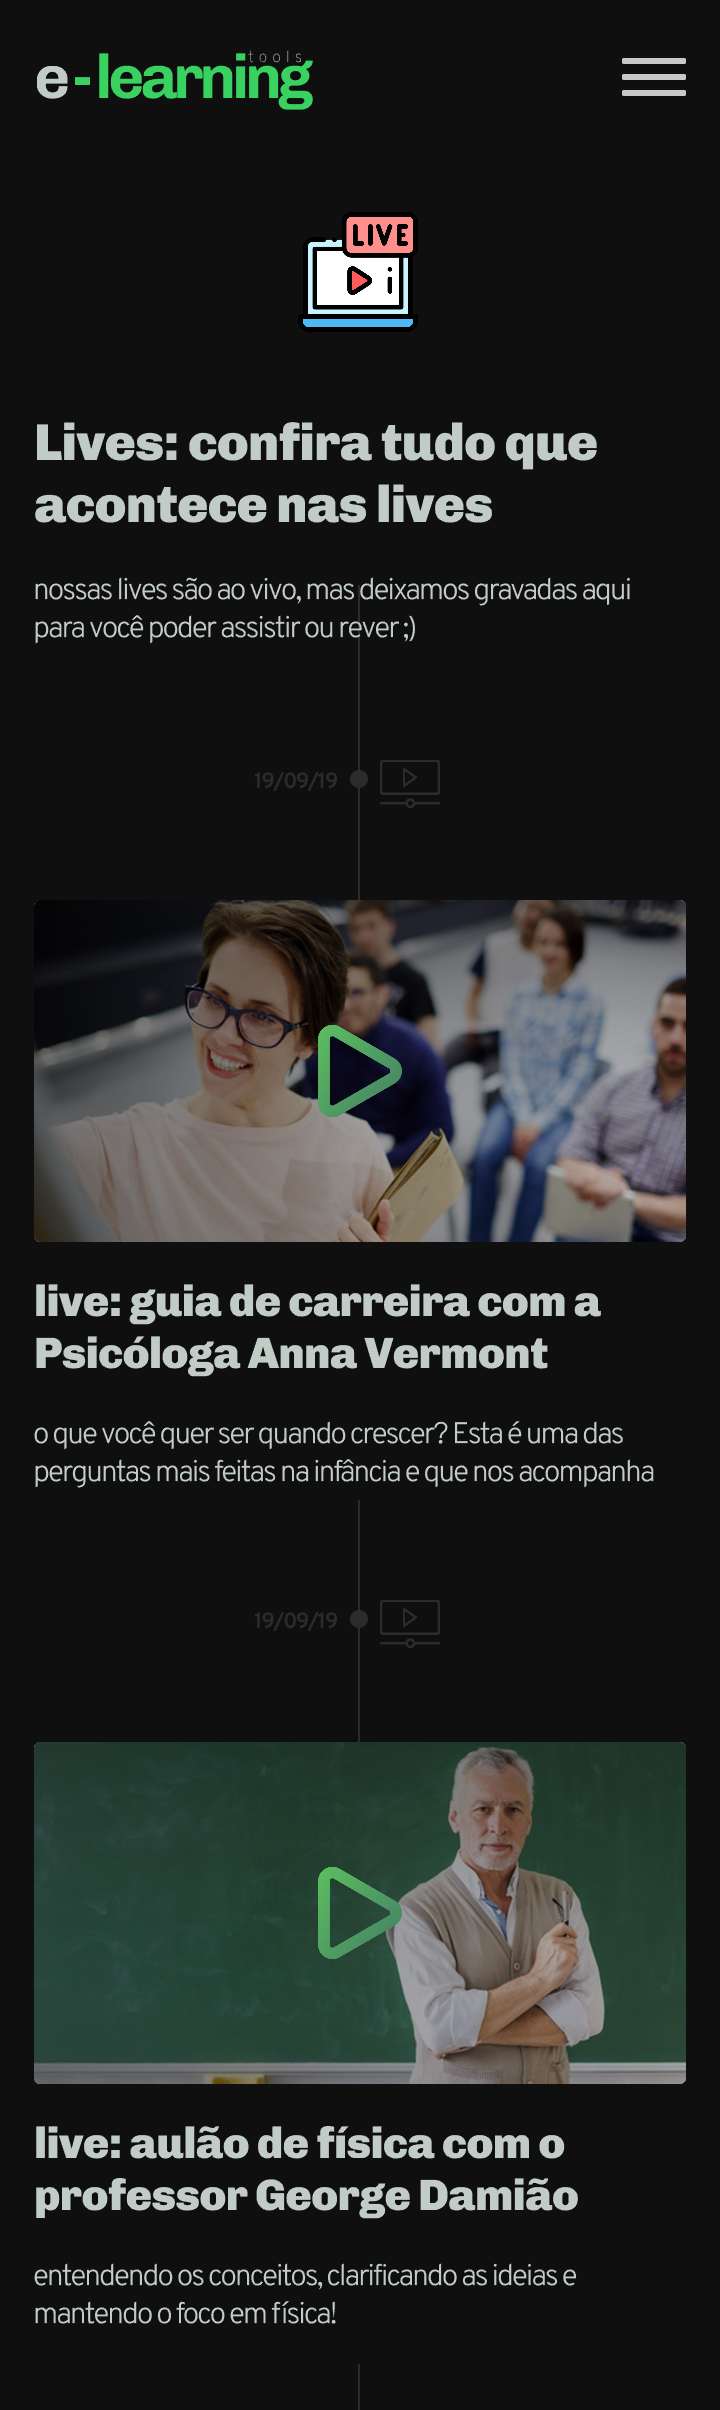 tools
e-learning
LIVE
Lives: confira tudo que
acontece nas lives
nossas lives são ao vivo, mas deixamos gravadas aqui
para você poder assistir ou rever ;)
19/09/19
live: guia de carreira com a
Psicóloga Anna Vermont
o que você quer ser quando crescer? Esta é uma das
perguntas mais feitas na infância e que nos acompanha
19/09/19
live: aulão de física com o
professor George Damião
entendendo os conceitos, clarificando as ideias e
mantendo o foco em física!